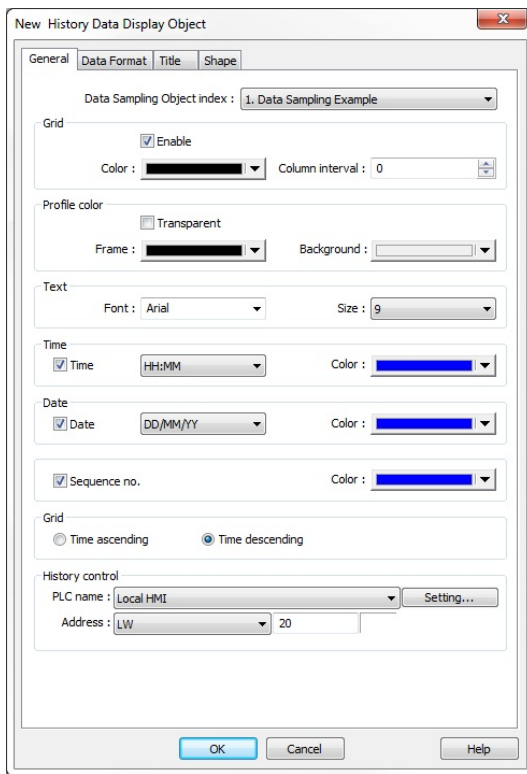 New  History Data Display Object
General Data Format Title Shape
Data Sampling Object index : 1. Data Sampling Example
Grid
Enable
Color : Column interval : 0
Profile color
Transparent
Frame : Background :
Text
Font : Arial Size : 9
Time
Time HH:MM Color :
Date
Date DD/MM/YY Color :
Sequence no. Color :
Grid
Time ascending Time descending
History control
PLC name : Local HMI Setting...
Address : LW 20
OK Cancel Help